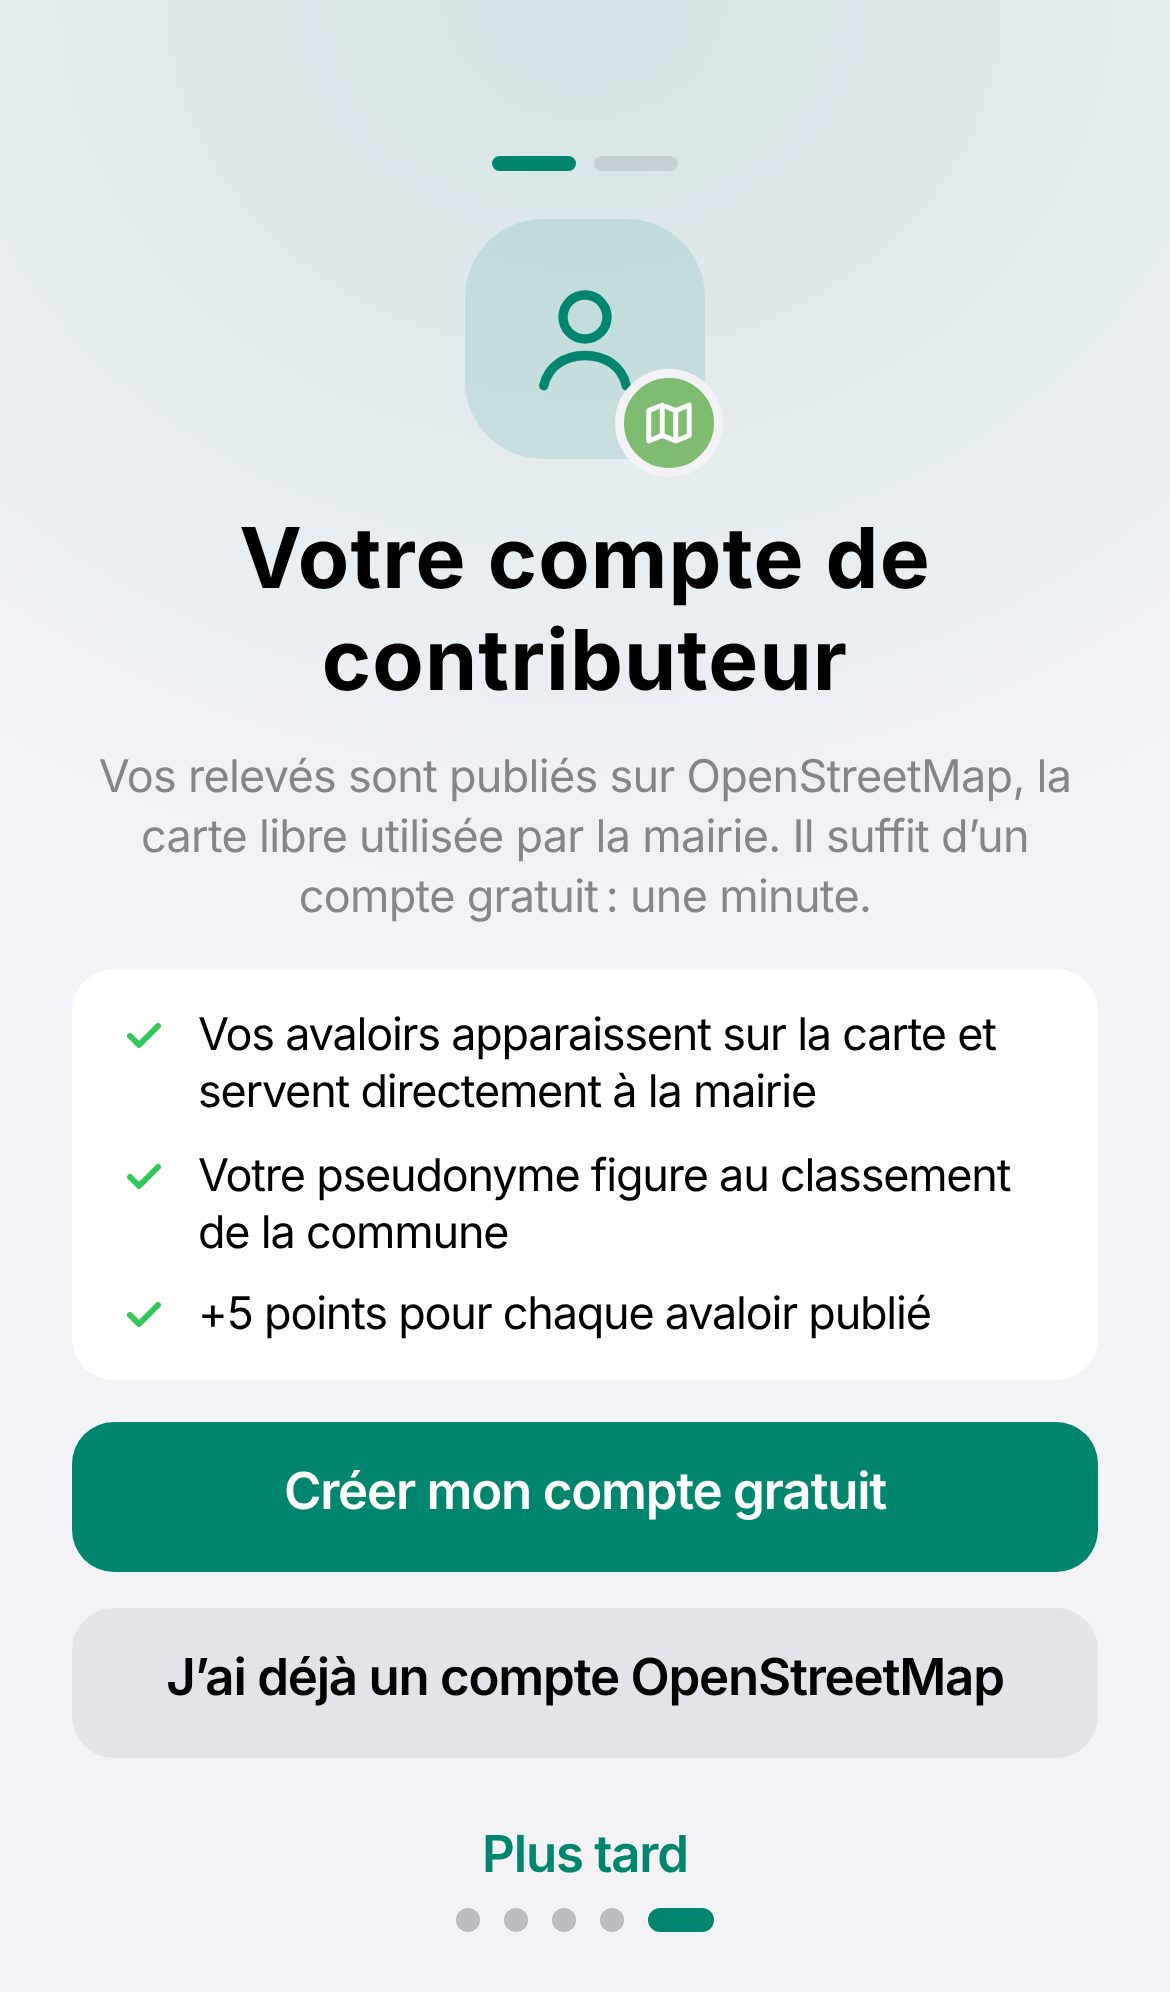 Votre compte de
contributeur
Vos relevés sont publiés sur OpenStreetMap, la
carte libre utilisée par la mairie. Il suffit d’un
compte gratuit : une minute.
Vos avaloirs apparaissent sur la carte et
servent directement à la mairie
Votre pseudonyme figure au classement
de la commune
+5 points pour chaque avaloir publié
Créer mon compte gratuit
J’ai déjà un compte OpenStreetMap
Plus tard